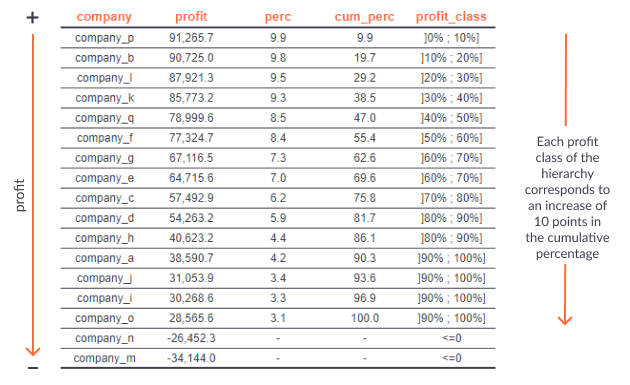 + company profit perc cum_perc profit_class
company_p 91,265.7 9.9 9.9 ]0% ; 10%]
company_b 90,725.0 9.8 19.7 ]10% ; 20%]
company_l 87,921.3 9.5 29.2 ]20% ; 30%]
company_k 85,773.2 9.3 38.5 ]30% ; 40%]
company_q 78,999.6 8.5 47.0 ]40% ; 50%]
company_f 77,324.7 8.4 55.4 ]50% ; 60%]
company_g 67,116.5 7.3 62.6 ]60% ; 70%]
company_e 64,715.6 7.0 69.6 ]60% ; 70%]
company_c 57,492.9 6.2 75.8 ]70% ; 80%]
company_d 54,263.2 5.9 81.7 ]80% ; 90%]
company_h 40,623.2 4.4 86.1 ]80% ; 90%]
company_a 38,590.7 4.2 90.3 ]90% ; 100%]
company_j 31,053.9 3.4 93.6 ]90% ; 100%]
company_i 30,268.6 3.3 96.9 ]90% ; 100%]
company_o 28,565.6 3.1 100.0 ]90% ; 100%]
company_n -26,452.3 - - <=0
company_m -34,144.0 - - <=0
–
profit
Each profit
class of the
hierarchy
corresponds to
an increase of
10 points in
the cumulative
percentage